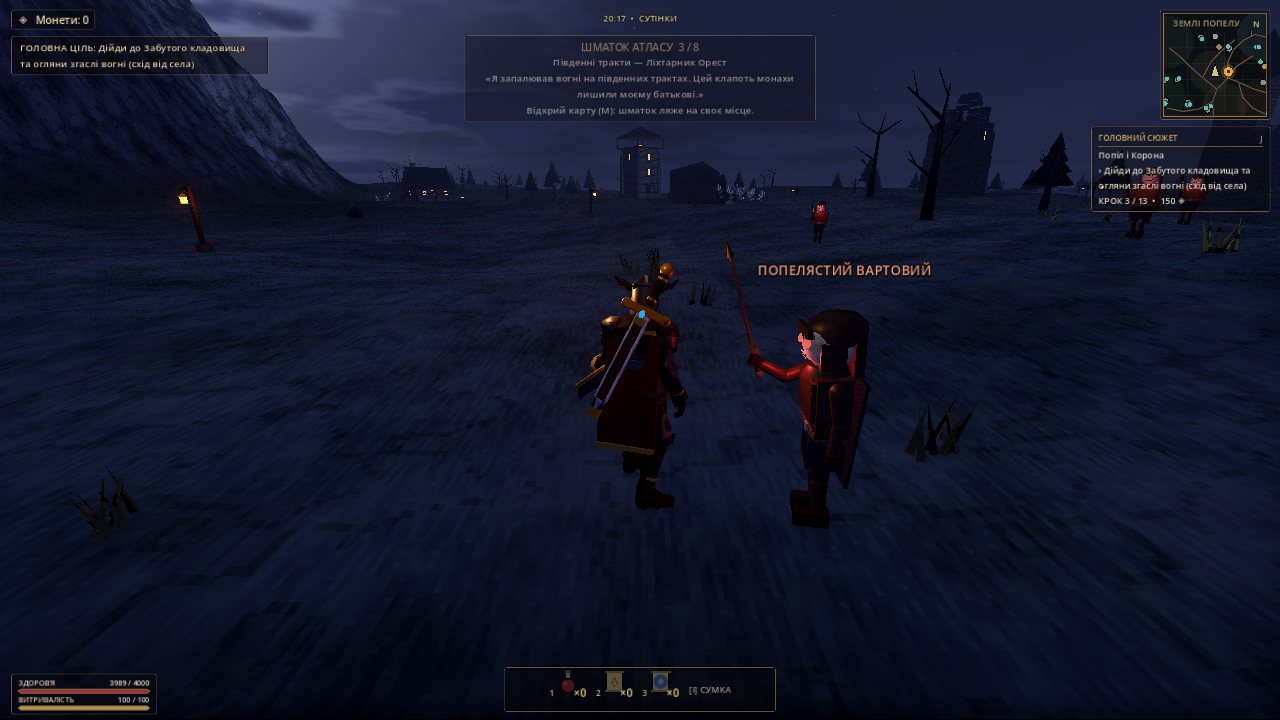 Монети: 0
ГОЛОВНА ЦІЛЬ: Дійди до Забутого кладовища
та огляни згаслі вогні (схід від села)
20:17 • СУТІНКИ
ШМАТОК АТЛАСУ 3 / 8
Південні тракти — Ліхтарник Орест
«Я запалював вогні на південних трактах. Цей клапоть монахи
лишили моєму батькові.»
Відкрий карту (M): шматок ляже на своє місце.
ЗЕМЛІ ПОПЕЛУ N
ГОЛОВНИЙ СЮЖЕТ J
Попіл і Корона
› Дійди до Забутого кладовища та
огляни згаслі вогні (схід від села)
КРОК 3 / 13 • 150
ПОПЕЛЯСТИЙ ВАРТОВИЙ
ЗДОРОВ'Я 3989 / 4000
ВИТРИВАЛІСТЬ 100 / 100
1 ×0 2 ×0 3 ×0 [I] СУМКА